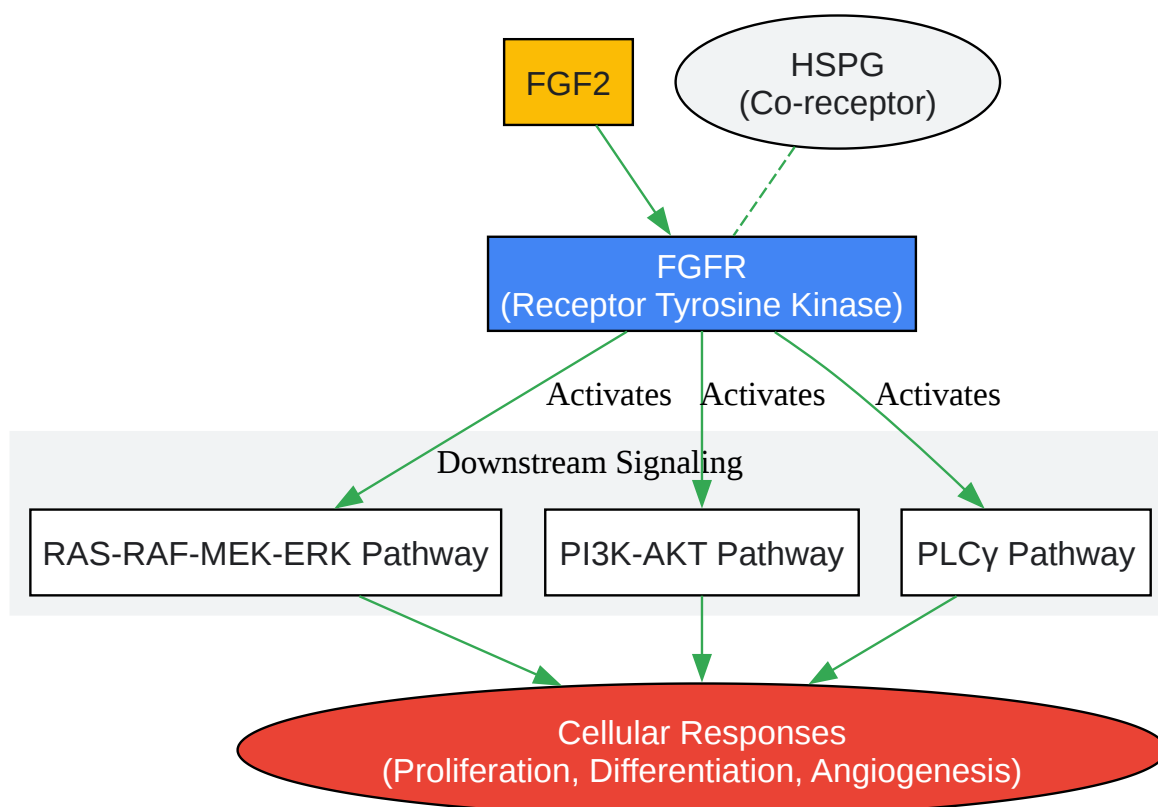 FGF2
HSPG
(Co-receptor)
FGFR
(Receptor Tyrosine Kinase)
Activates
Activates
Activates
Downstream Signaling
RAS-RAF-MEK-ERK Pathway
PI3K-AKT Pathway
PLCγ Pathway
Cellular Responses
(Proliferation, Differentiation, Angiogenesis)